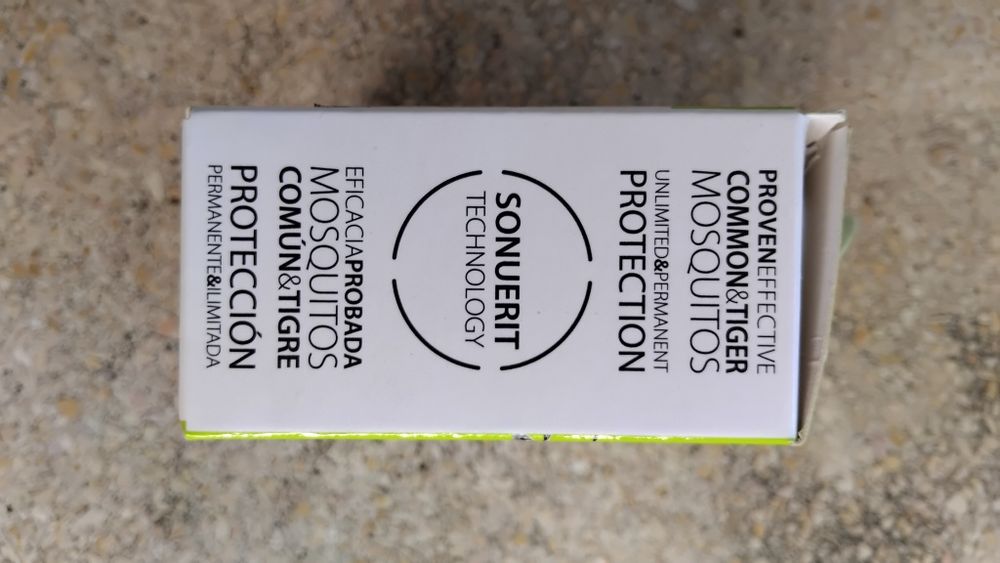 PROVENEFFECTIVE
COMMON&TIGER
MOSQUITOS
UNLIMITED&PERMANENT
PROTECTION
SONUERIT
TECHNOLOGY
EFICACIAPROBADA
MOSQUITOS
COMÚN&TIGRE
PROTECCIÓN
PERMANENTE&ILIMITADA